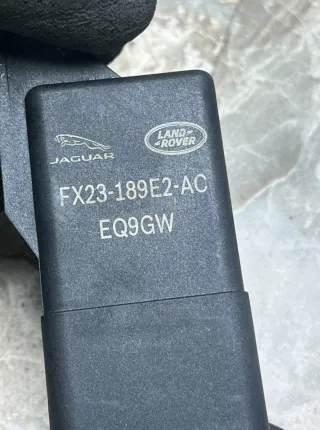 JAGUAR
LAND
ROVER
FX23-189E2-AC
EQ9GW